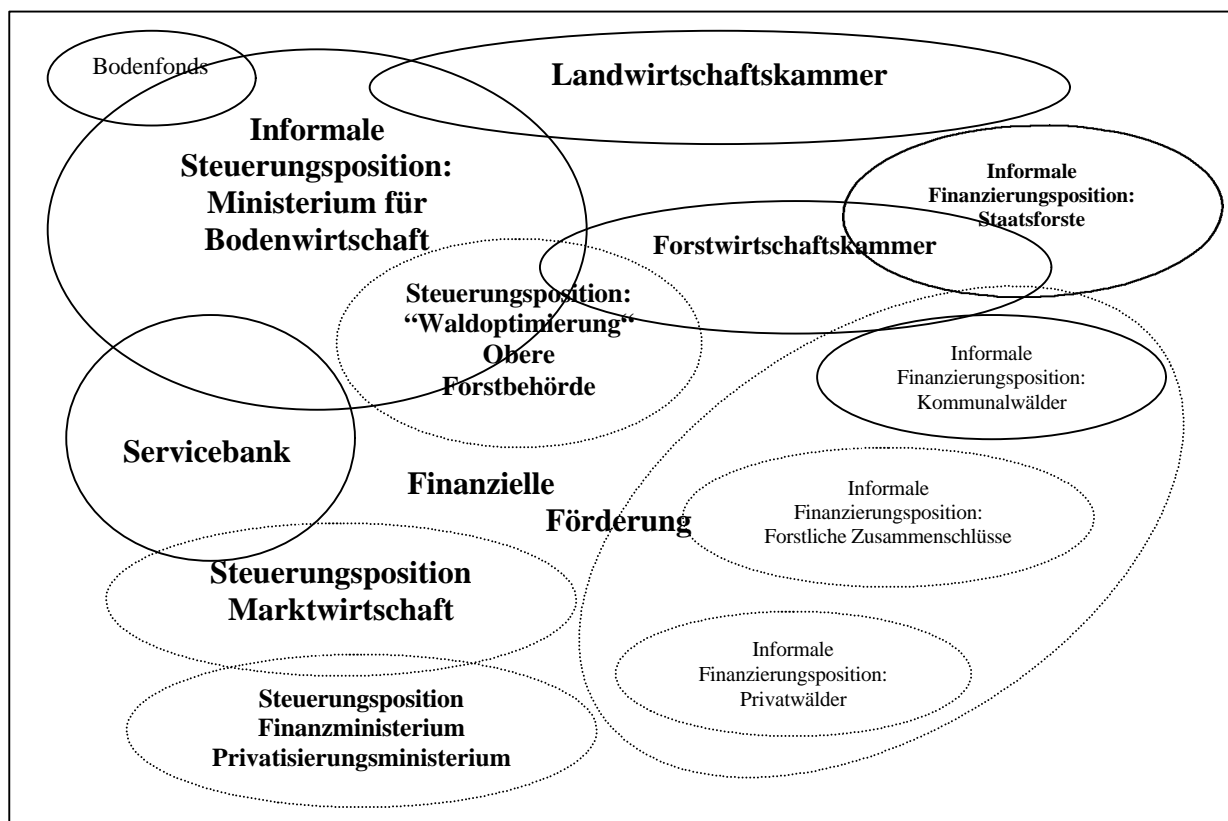 Bodenfonds
Landwirtschaftskammer
Informale
Steuerungsposition:
Ministerium für
Bodenwirtschaft
Informale
Finanzierungsposition:
Staatsforste
Forstwirtschaftskammer
Steuerungsposition:
“Waldoptimierung“
Obere
Forstbehörde
Informale
Finanzierungsposition:
Kommunalwälder
Servicebank
Finanzielle
Förderung
Informale
Finanzierungsposition:
Forstliche Zusammenschlüsse
Steuerungsposition
Marktwirtschaft
Informale
Finanzierungsposition:
Privatwälder
Steuerungsposition
Finanzministerium
Privatisierungsministerium